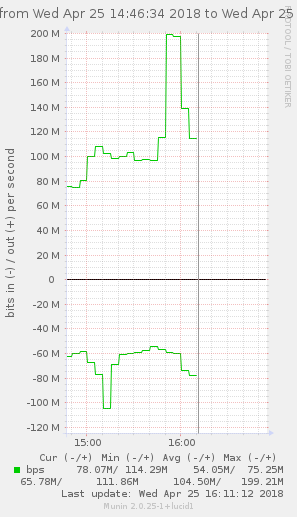 from Wed Apr 25 14:46:34 2018 to Wed Apr 25
RRDTOOL / TOBI OETIKER
bits in (-) / out (+) per second
200 M
180 M
160 M
140 M
120 M
100 M
80 M
60 M
40 M
20 M
0
-20 M
-40 M
-60 M
-80 M
-100 M
-120 M
15:00 16:00
Cur (-/+) Min (-/+) Avg (-/+) Max (-/+)
bps 78.07M/ 114.29M 54.05M/ 75.25M
65.78M/ 111.86M 104.50M/ 199.21M
Last update: Wed Apr 25 16:11:12 2018
Munin 2.0.25-1+lucid1